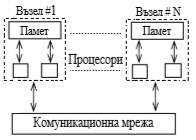 Възел #1
Възел # N
Памет
Памет
Процесори
Комуникационна мрежа